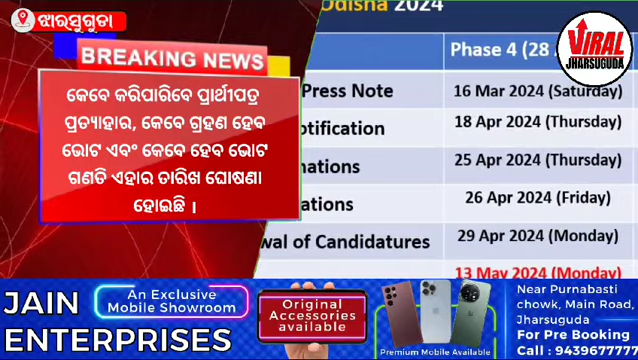 ଝାରସୁଗୁଡା
BREAKING NEWS
କେବେ କରିପାରିବେ ପ୍ରାର୍ଥୀପତ୍ର
ପ୍ରତ୍ୟାହାର, କେବେ ଗ୍ରହଣ ହେବ
ଭୋଟ ଏବଂ କେବେ ହେବ ଭୋଟ
ଗଣତି ଏହାର ତାରିଖ ଘୋଷଣା
ହୋଇଛି ।
Odisha 2024
Phase 4 (28
VIRAL
JHARSUGUDA
Press Note 16 Mar 2024 (Saturday)
otification 18 Apr 2024 (Thursday)
nations 25 Apr 2024 (Thursday)
ations 26 Apr 2024 (Friday)
wal of Candidatures 29 Apr 2024 (Monday)
13 May 2024 (Monday)
JAIN
ENTERPRISES
An Exclusive
Mobile Showroom
Original
Accessories
available
Premium Mobile Available
Near Purnabasti
chowk, Main Road,
Jharsuguda
For Pre Booking
Call : 9439677777